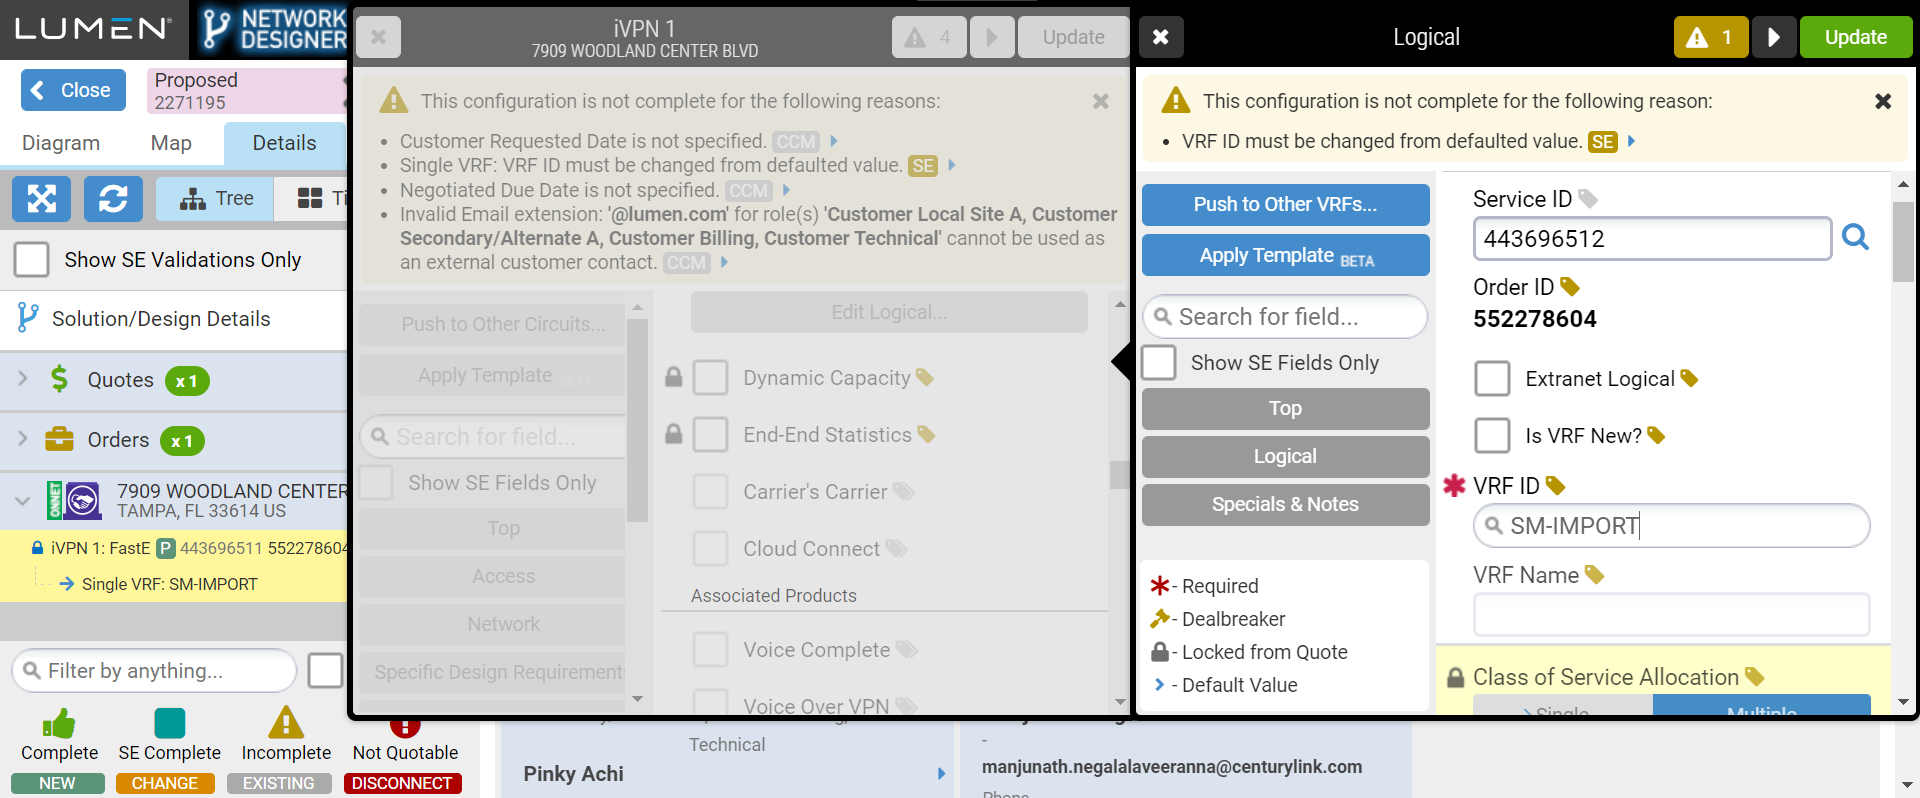 LUMEN®
NETWORK
DESIGNER
Close
Proposed
2271195
Diagram
Map
Details
Tree
Show SE Validations Only
Solution/Design Details
Quotes
x 1
Orders
x 1
ONNET
7909 WOODLAND CENTER
TAMPA, FL 33614 US
iVPN 1: FastE P 443696511 552278604
Single VRF: SM-IMPORT
Filter by anything...
Complete
SE Complete
Incomplete
Not Quotable
NEW
CHANGE
EXISTING
DISCONNECT
iVPN 1
7909 WOODLAND CENTER BLVD
4
Update
This configuration is not complete for the following reasons:
• Customer Requested Date is not specified. CCM
• Single VRF: VRF ID must be changed from defaulted value. SE
• Negotiated Due Date is not specified. CCM
• Invalid Email extension: '@lumen.com' for role(s) 'Customer Local Site A, Customer
Secondary/Alternate A, Customer Billing, Customer Technical' cannot be used as
an external customer contact. CCM
Push to Other Circuits...
Apply Template BETA
Search for field...
Show SE Fields Only
Top
Access
Network
Specific Design Requirements
Edit Logical...
Dynamic Capacity
End-End Statistics
Carrier's Carrier
Cloud Connect
Associated Products
Voice Complete
Voice Over VPN
Logical
1
Update
This configuration is not complete for the following reason:
• VRF ID must be changed from defaulted value. SE
Push to Other VRFs...
Apply Template BETA
Search for field...
Show SE Fields Only
Top
Logical
Specials & Notes
- Required
- Dealbreaker
- Locked from Quote
- Default Value
Service ID
443696512
Order ID
552278604
Extranet Logical
Is VRF New?
VRF ID
SM-IMPORT
VRF Name
Class of Service Allocation
Single
Multiple
Technical
Pinky Achi
-
manjunath.negalalaveeranna@centurylink.com
Phone